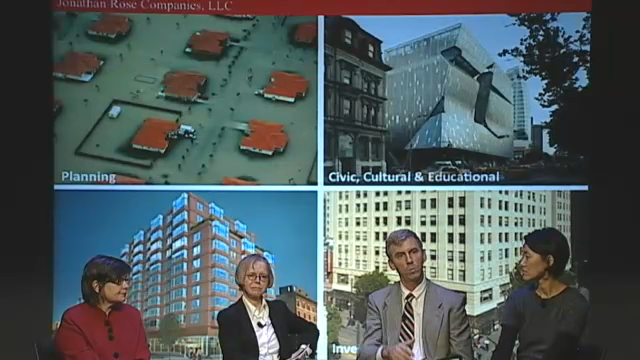 Jonathan Rose Companies, LLC
Planning
Civic, Cultural & Educational
Inve